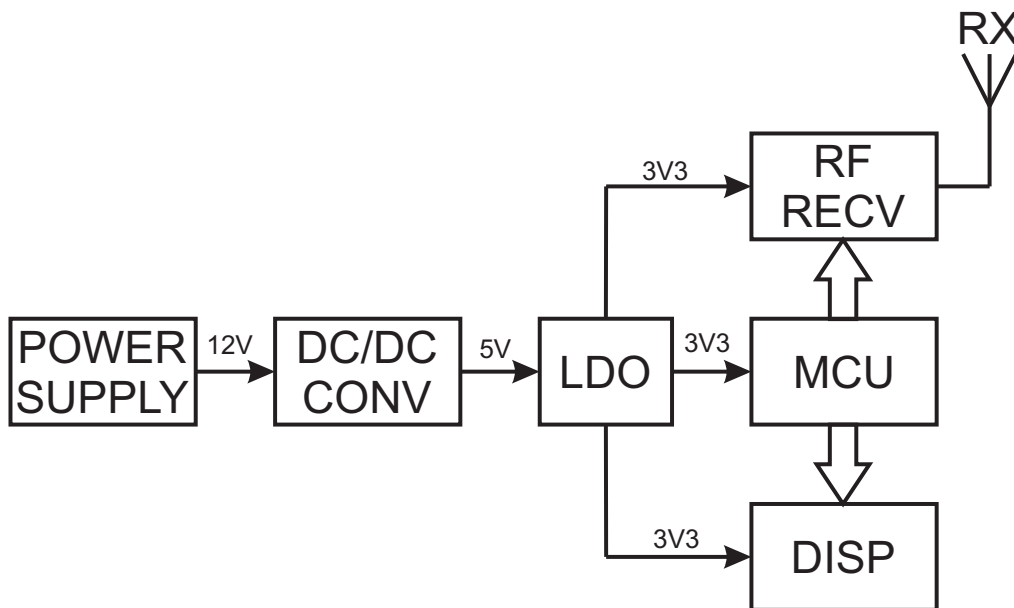 RX
3V3
RF
RECV
POWER
SUPPLY
12V
DC/DC
CONV
5V
LDO
3V3
MCU
3V3
DISP